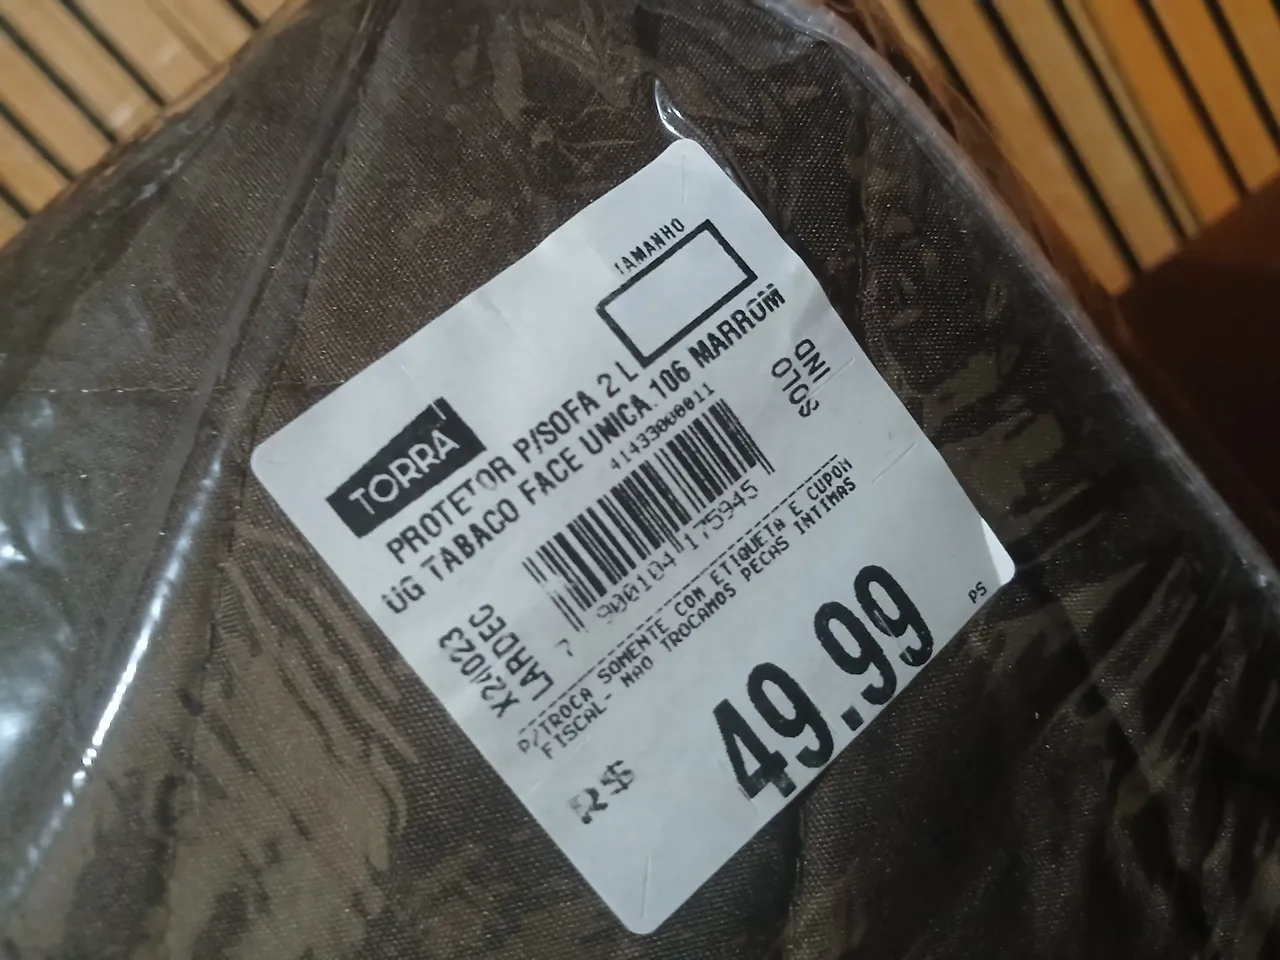 TAMANHO
TORRA
PROTETOR P/SOFA 2 L
UG TABACO FACE UNICA.106 MARROM
41433000011
UNID
SOLO
7 900104 175945
X24023
LARDEC
P/TROCA SOMENTE COM ETIQUETA E CUPOM
FISCAL- NAO TROCAMOS PECAS INTIMAS
R$ 49.99
PS